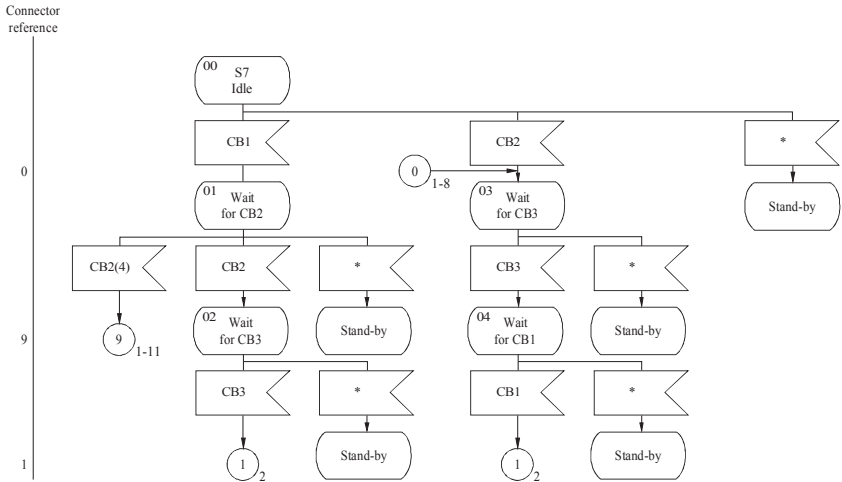 Connector
reference
00
S7
Idle
CB1
CB2
*
0
0
1-8
01
Wait
for CB2
03
Wait
for CB3
Stand-by
CB2(4)
CB2
*
CB3
*
9
9
1-11
02
Wait
for CB3
Stand-by
04
Wait
for CB1
Stand-by
CB3
*
CB1
*
1
1
2
Stand-by
1
2
Stand-by